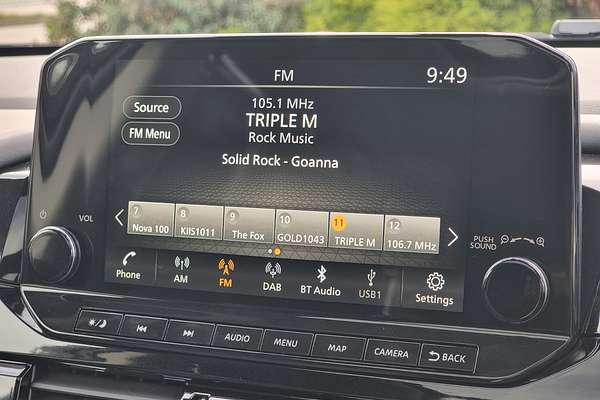 FM
9:49
Source
FM Menu
105.1 MHz
TRIPLE M
Rock Music
Solid Rock - Goanna
7
Nova 100
8
KIIS1011
9
The Fox
10
GOLD1043
11
TRIPLE M
12
106.7 MHz
VOL
PUSH
SOUND
Phone
AM
FM
DAB
BT Audio
USB1
Settings
AUDIO
MENU
MAP
CAMERA
BACK